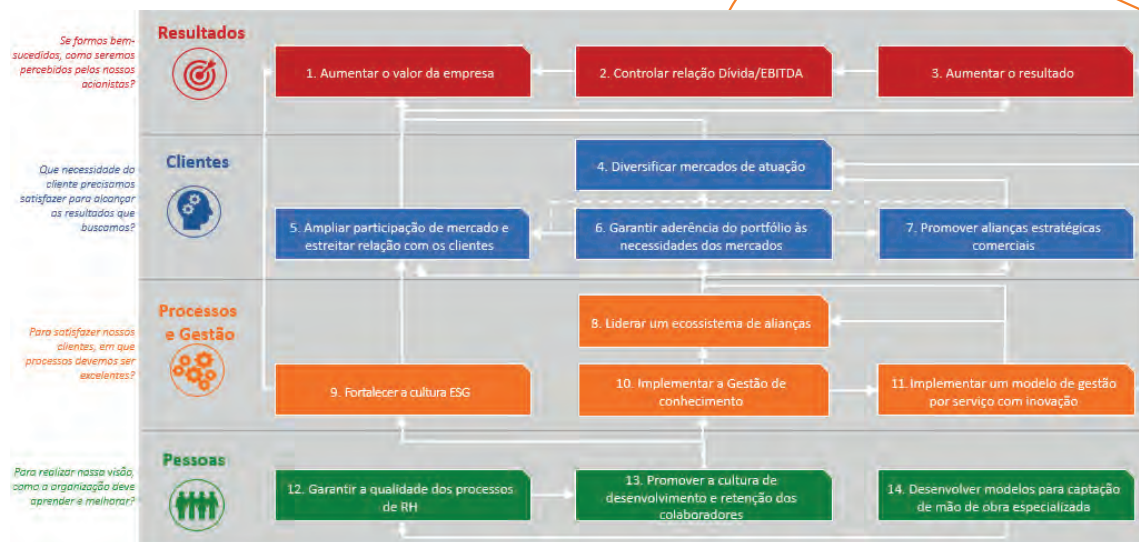 Se formos bem-
sucedidos, como seremos
percebidos pelos nossos
acionistas?
Resultados
1. Aumentar o valor da empresa
2. Controlar relação Dívida/EBITDA
3. Aumentar o resultado
Que necessidade do
cliente precisamos
satisfazer para alcançar
os resultados que
buscamos?
Clientes
4. Diversificar mercados de atuação
5. Ampliar participação de mercado e
estreitar relação com os clientes
6. Garantir aderência do portfólio às
necessidades dos mercados
7. Promover alianças estratégicas
comerciais
Para satisfazer nossos
clientes, em que
processos devemos ser
excelentes?
Processos
e Gestão
8. Liderar um ecossistema de alianças
9. Fortalecer a cultura ESG
10. Implementar a Gestão de
conhecimento
11. Implementar um modelo de gestão
por serviço com inovação
Para realizar nossa visão,
como a organização deve
aprender e melhorar?
Pessoas
12. Garantir a qualidade dos processos
de RH
13. Promover a cultura de
desenvolvimento e retenção dos
colaboradores
14. Desenvolver modelos para captação
de mão de obra especializada